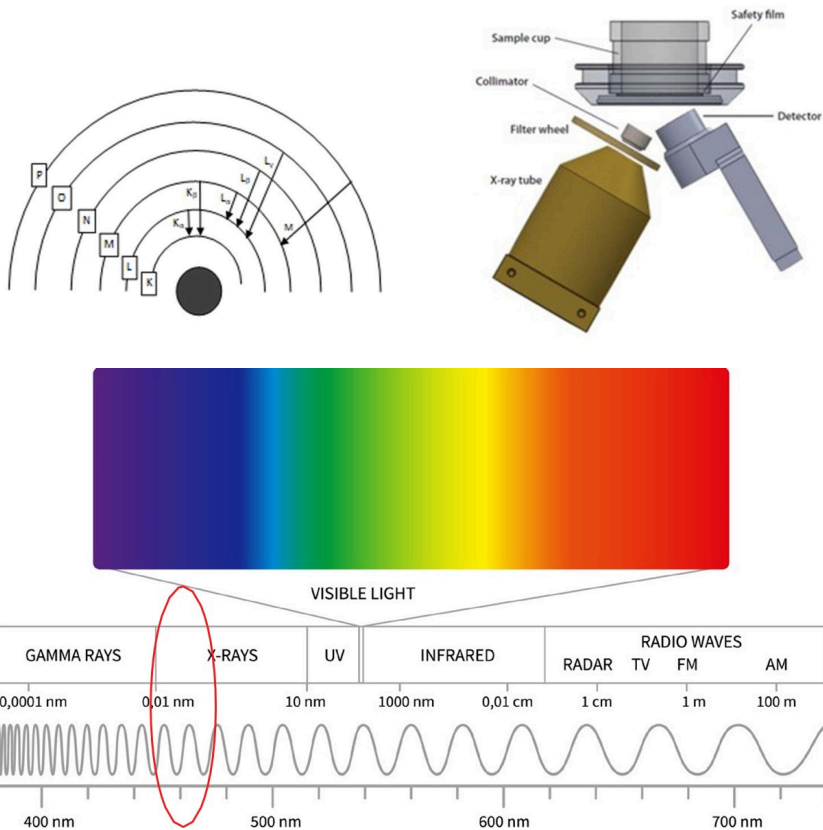 P
O
N
M
L
K
Kα
Kβ
Lα
Lβ
Lγ
M
Safety film
Sample cup
Collimator
Detector
Filter wheel
X-ray tube
VISIBLE LIGHT
GAMMA RAYS
X-RAYS
UV
INFRARED
RADIO WAVES
RADAR TV FM AM
0,0001 nm 0,01 nm 10 nm 1000 nm 0,01 cm 1 cm 1 m 100 m
400 nm 500 nm 600 nm 700 nm